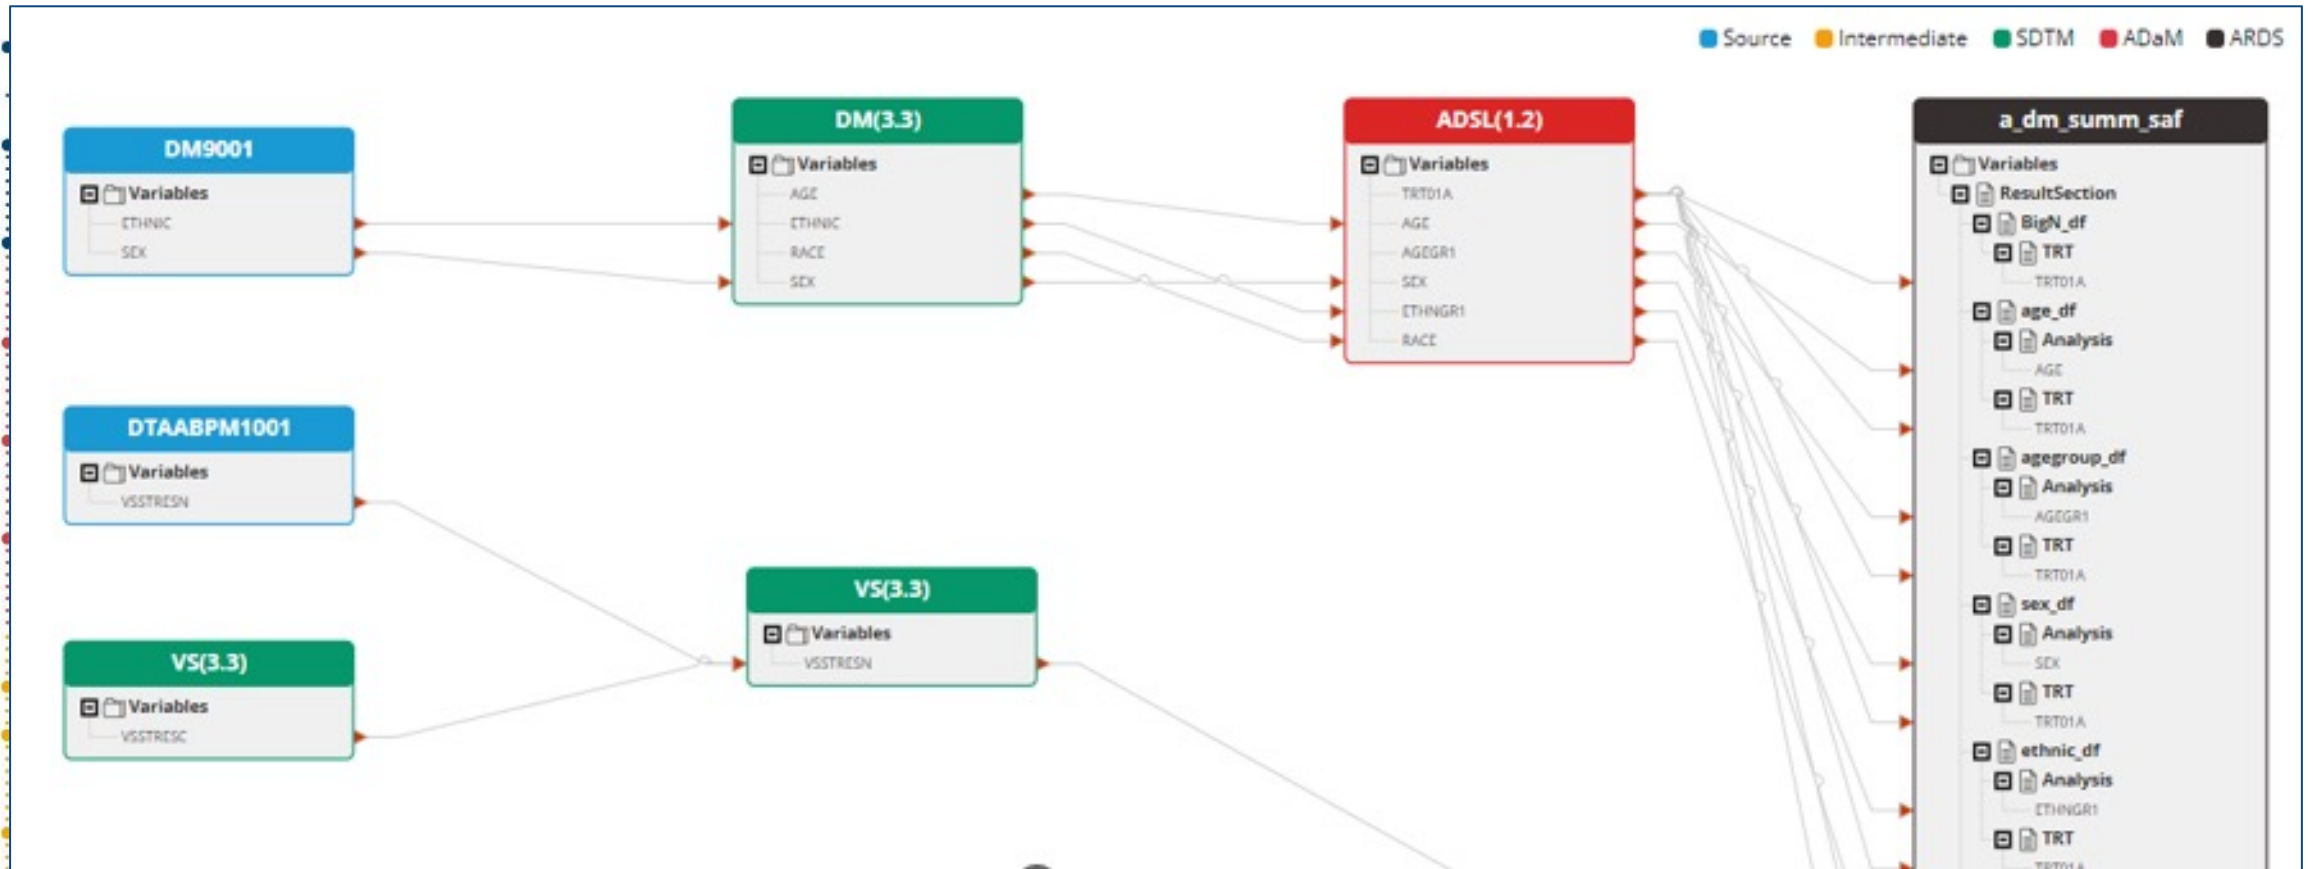 Source Intermediate SDTM ADaM ARDS
DM9001
Variables
ETHNIC
SEX
DM(3.3)
Variables
AGE
ETHNIC
RACE
SEX
ADSL(1.2)
Variables
TRT01A
AGE
AGEGR1
SEX
ETHNGR1
RACE
a_dm_summ_saf
Variables
ResultSection
BigN_df
TRT
TRT01A
age_df
Analysis
AGE
TRT
TRT01A
agegroup_df
Analysis
AGEGR1
TRT
TRT01A
sex_df
Analysis
SEX
TRT
TRT01A
ethnic_df
Analysis
ETHNGR1
TRT
TRT01A
DTAABPM1001
Variables
VSSTRESN
VS(3.3)
Variables
VSSTRESN
VS(3.3)
Variables
VSSTRESC